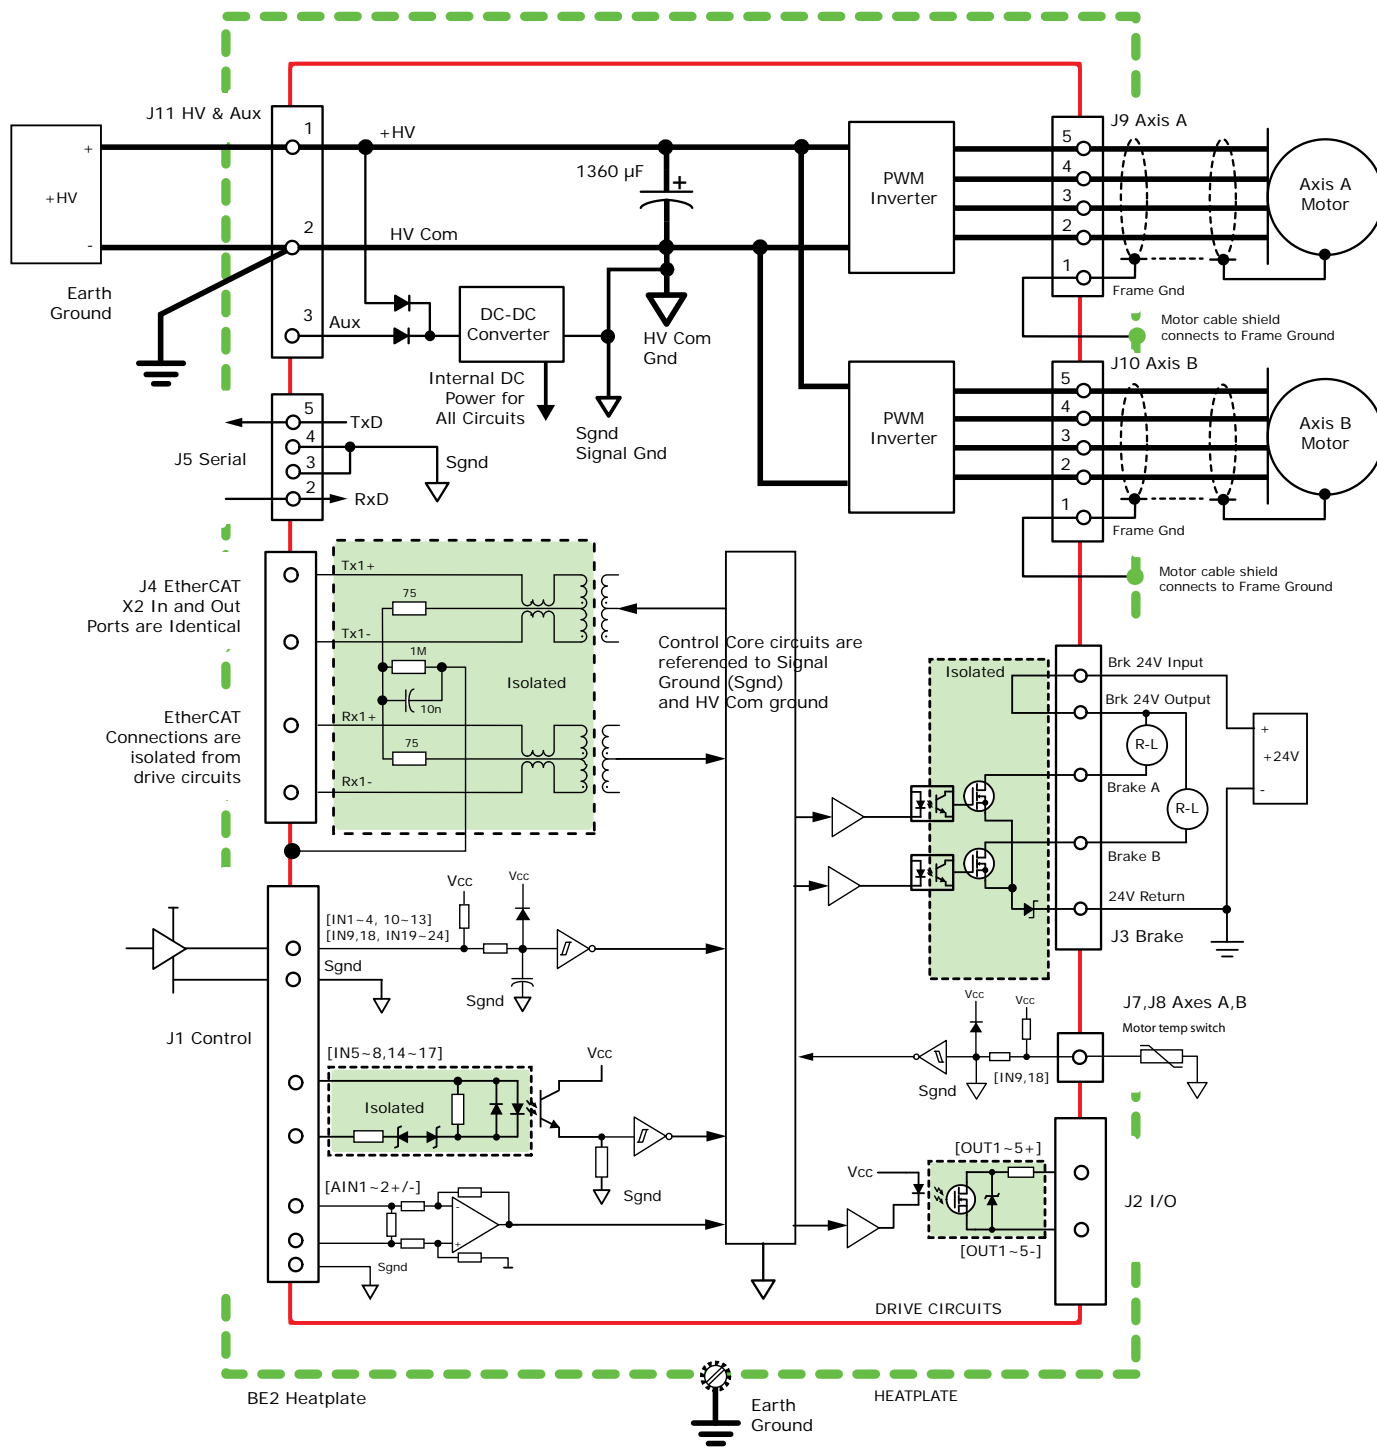 J11 HV & Aux
+
+HV
-
Earth
Ground
1
2
3
+HV
HV Com
Aux
1360 µF
+
DC-DC
Converter
Internal DC
Power for
All Circuits
HV Com
Gnd
Sgnd
Signal Gnd
PWM
Inverter
PWM
Inverter
J9 Axis A
5
4
3
2
1
Frame Gnd
Axis A
Motor
Motor cable shield
connects to Frame Ground
J10 Axis B
5
4
3
2
1
Frame Gnd
Axis B
Motor
Motor cable shield
connects to Frame Ground
J5 Serial
5
4
3
2
TxD
Sgnd
RxD
J4 EtherCAT
X2 In and Out
Ports are Identical
EtherCAT
Connections are
isolated from
drive circuits
Tx1+
75
Tx1-
1M
10n
Isolated
Rx1+
75
Rx1-
Control Core circuits are
referenced to Signal
Ground (Sgnd)
and HV Com ground
Isolated
Brk 24V Input
Brk 24V Output
R-L
Brake A
R-L
Brake B
24V Return
J3 Brake
+
+24V
-
J1 Control
[IN1~4, 10~13]
[IN9,18, IN19~24]
Sgnd
Vcc
Vcc
Sgnd
[IN5~8,14~17]
Isolated
Vcc
Sgnd
[AIN1~2+/-]
-
+
Sgnd
J7,J8 Axes A,B
Motor temp switch
Vcc
Vcc
Sgnd
[IN9,18]
[OUT1~5+]
Vcc
[OUT1~5-]
J2 I/O
DRIVE CIRCUITS
BE2 Heatplate
HEATPLATE
Earth
Ground